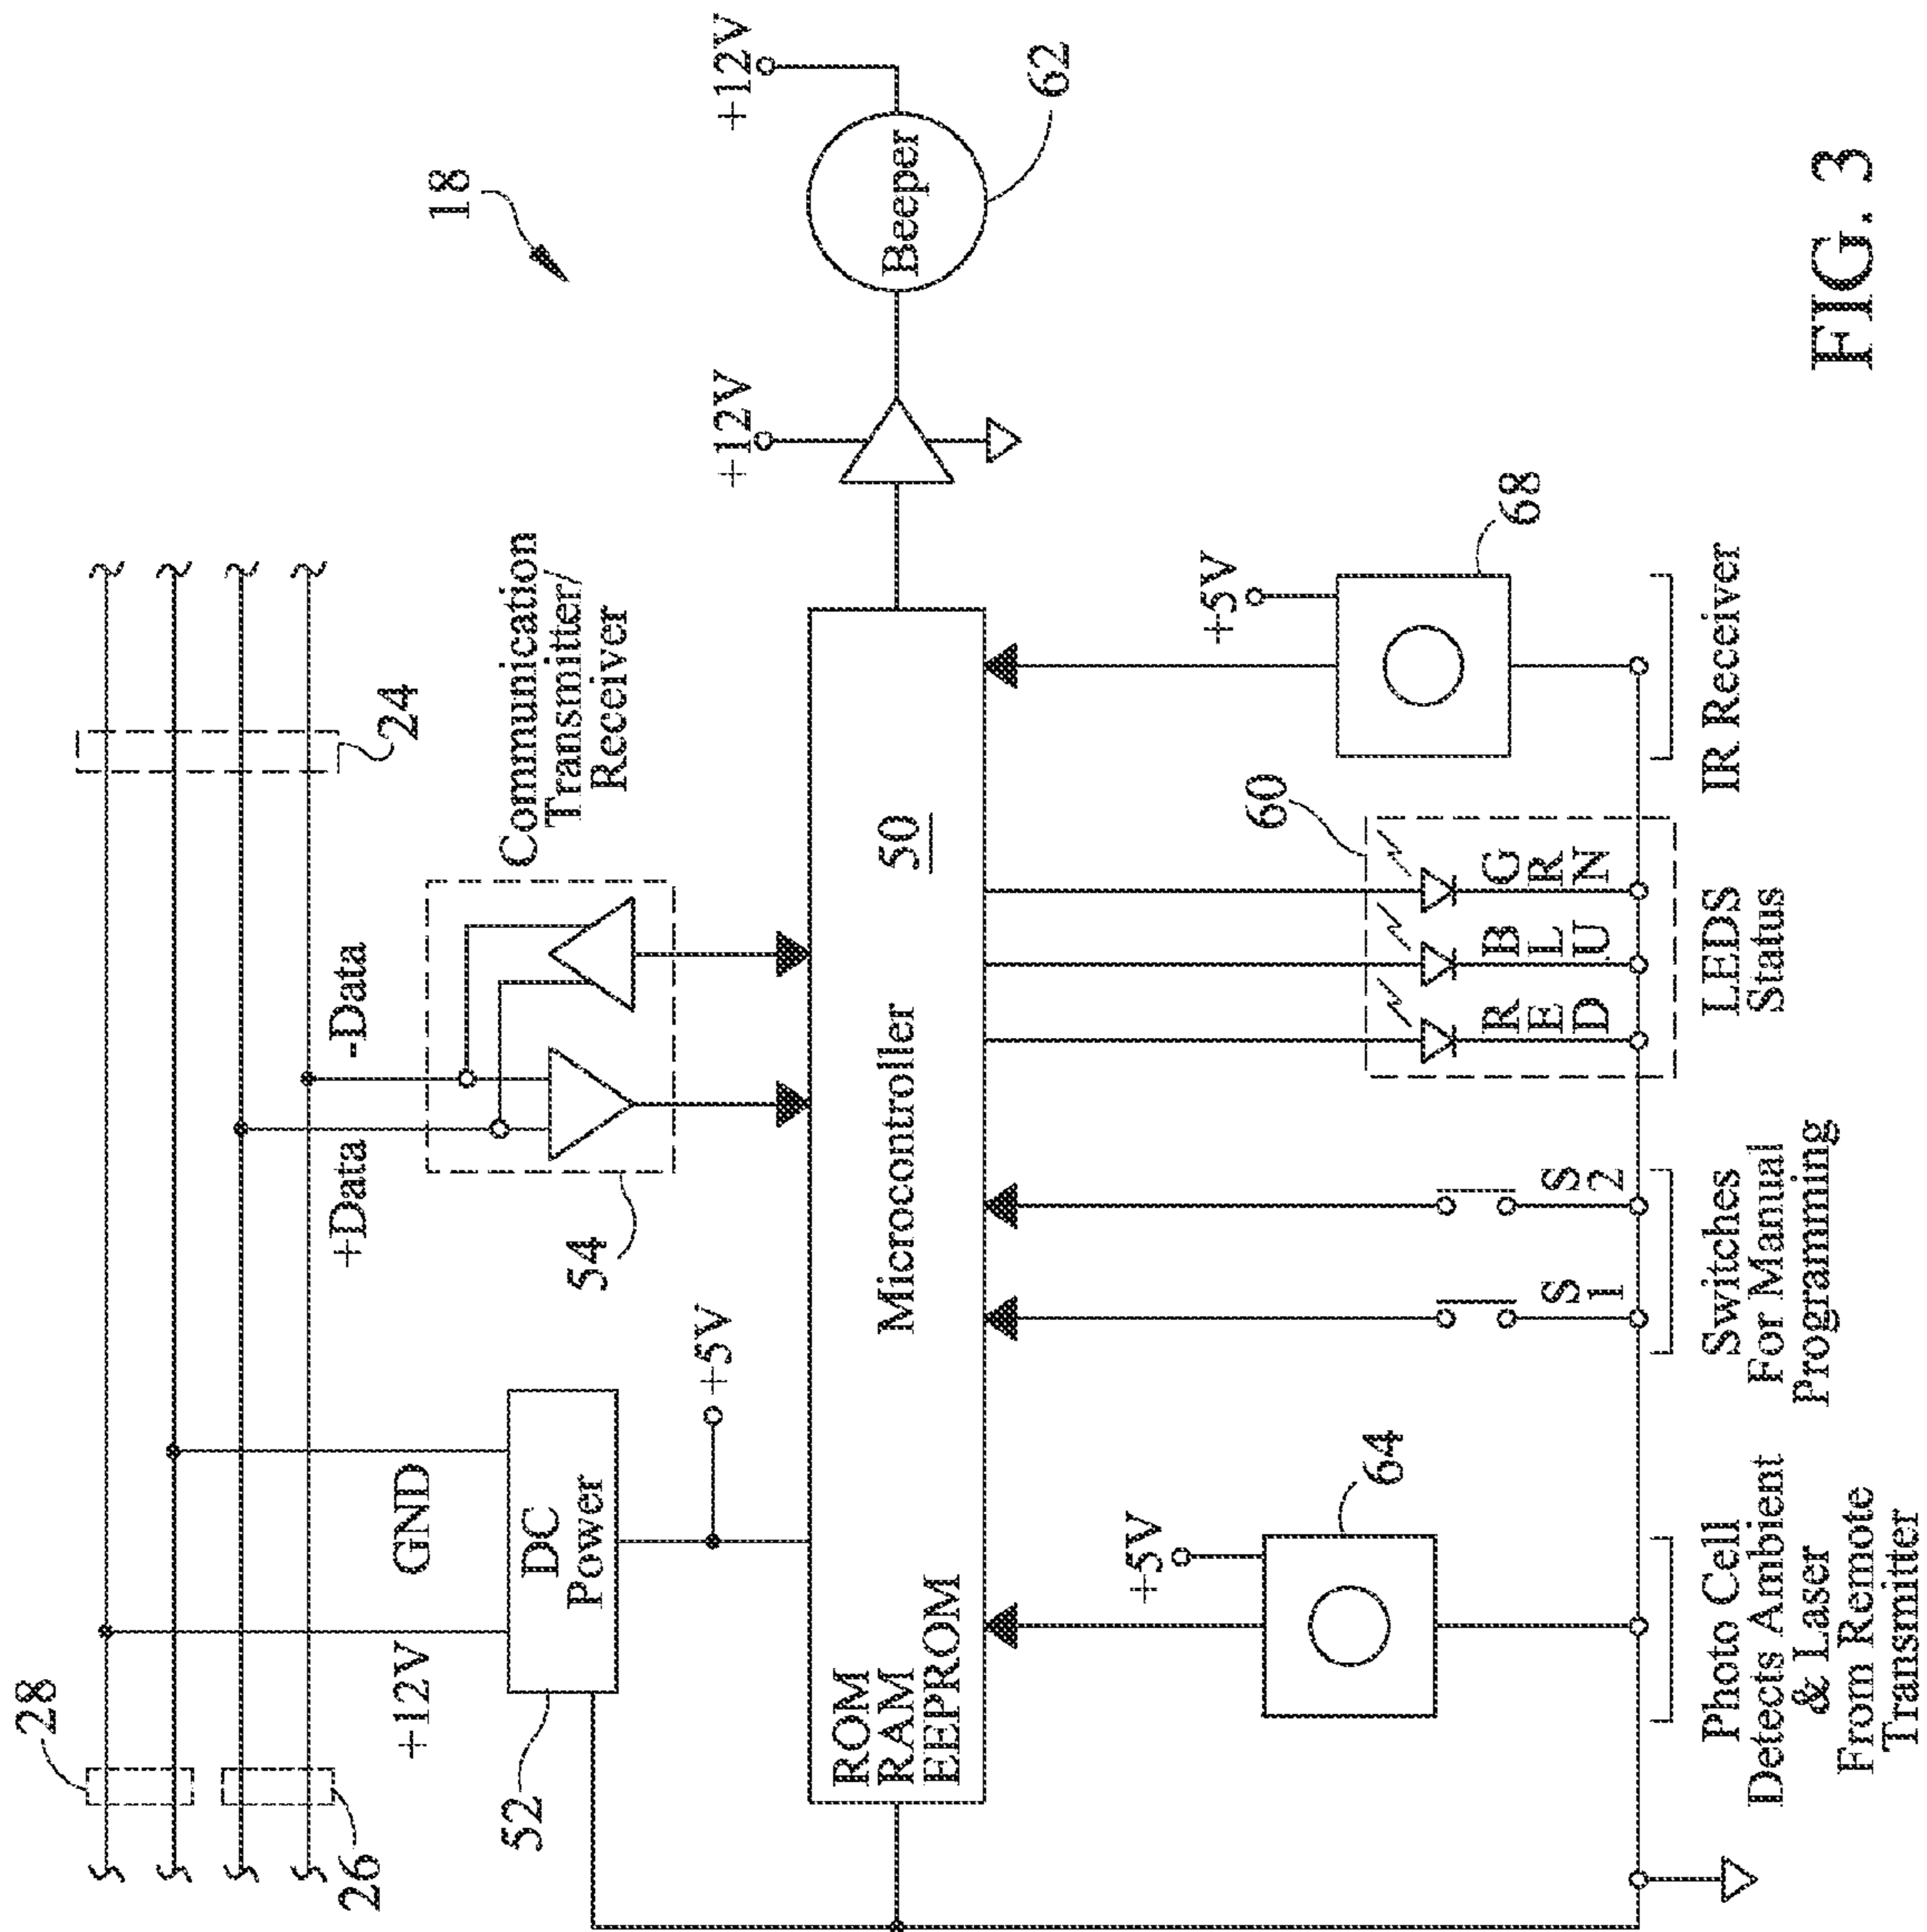 28
26
24
+12V
GND
+Data
-Data
18
52
DC
Power
+5V
54
Communication
Transmitter/
Receiver
+12V
+12V
Beeper
62
ROM
RAM
EEPROM
Microcontroller
50
+5V
64
S
1
S
2
60
R
E
D
B
L
U
G
R
N
+5V
68
Photo Cell
Detects Ambient
& Laser
From Remote
Transmitter
Switches
For Manual
Programming
LEDS
Status
IR Receiver
FIG. 3